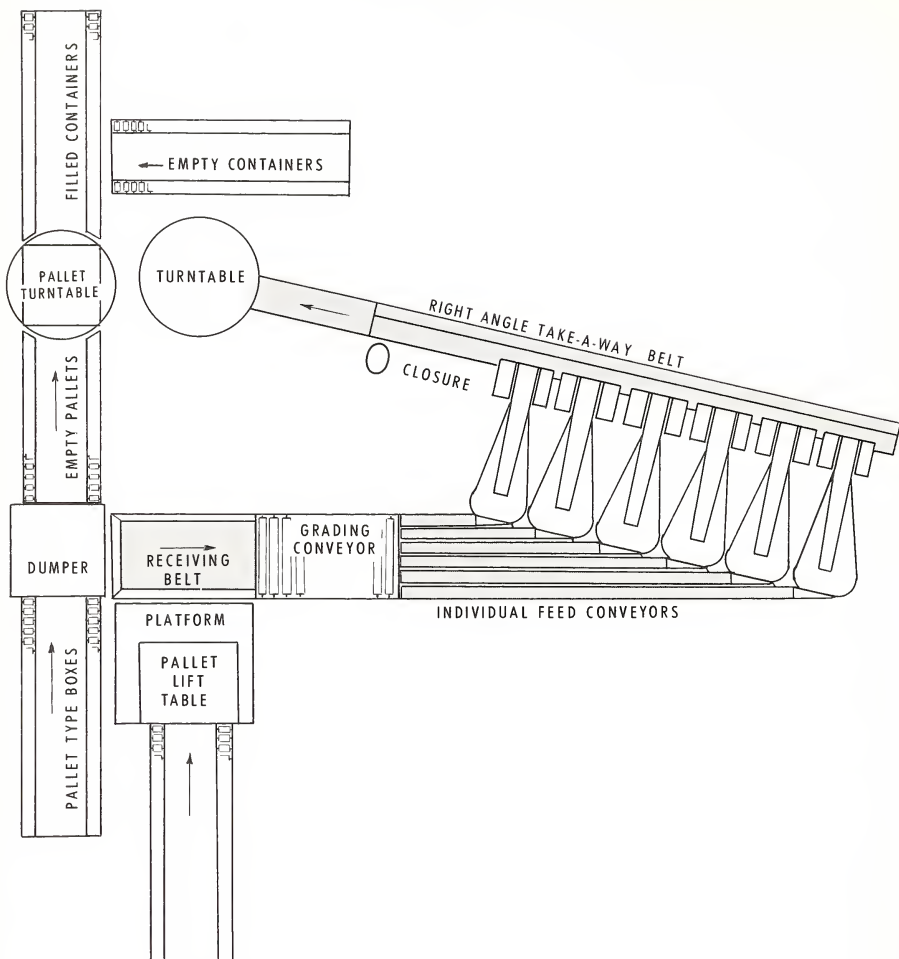 FILLED CONTAINERS
EMPTY CONTAINERS
PALLET
TURNTABLE
TURNTABLE
RIGHT ANGLE TAKE-A-WAY BELT
CLOSURE
EMPTY PALLETS
DUMPER
RECEIVING
BELT
GRADING
CONVEYOR
INDIVIDUAL FEED CONVEYORS
PLATFORM
PALLET
LIFT
TABLE
PALLET TYPE BOXES